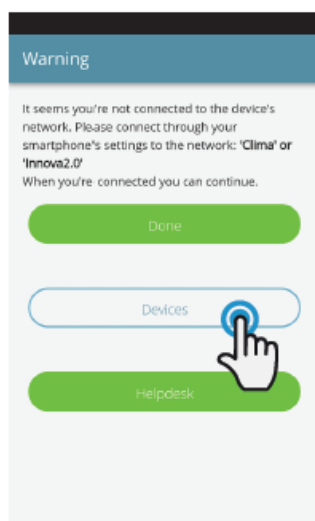 Warning
It seems you're not connected to the device's
network. Please connect through your
smartphone's settings to the network: 'Clima' or
'Innova2.0'
When you're connected you can continue.
Done
Devices
Helpdesk